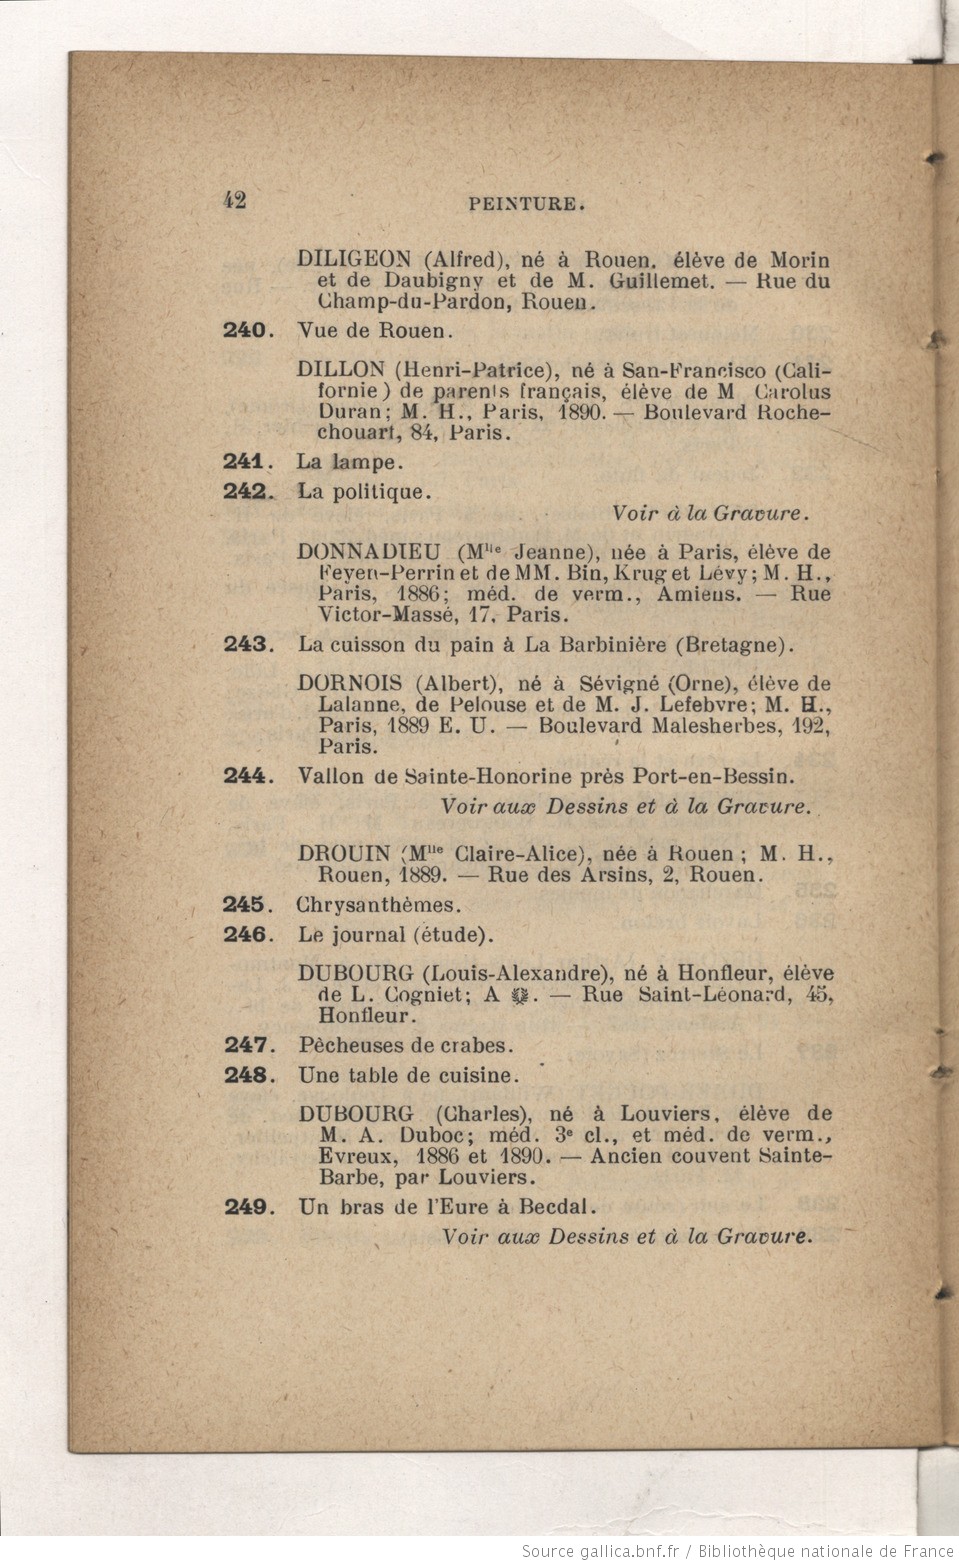 42
PEINTURE.
DILIGEON (Alfred), né à Rouen, élève de Morin
et de Daubigny et de M. Guillemet. — Rue du
Champ-du-Pardon, Rouen.
240. Vue de Rouen.
DILLON (Henri-Patrice), né à San-Francisco (Cali-
fornie) de parents français, élève de M Carolus
Duran; M. H., Paris, 1890. — Boulevard Roche-
chouart, 84, Paris.
241. La lampe.
242. La politique.
Voir à la Gravure.
DONNADIEU (Mlle Jeanne), née à Paris, élève de
Feyen-Perrin et de MM. Bin, Krug et Lévy; M. H.,
Paris, 1886; méd. de verm., Amiens. — Rue
Victor-Massé, 17, Paris.
243. La cuisson du pain à La Barbinière (Bretagne).
DORNOIS (Albert), né à Sévigné (Orne), élève de
Lalanne, de Pelouse et de M. J. Lefebvre; M. H.,
Paris, 1889 E. U. — Boulevard Malesherbes, 192,
Paris.
244. Vallon de Sainte-Honorine près Port-en-Bessin.
Voir aux Dessins et à la Gravure.
DROUIN (Mlle Claire-Alice), née à Rouen; M. H.,
Rouen, 1889. — Rue des Arsins, 2, Rouen.
245. Chrysanthèmes.
246. Le journal (étude).
DUBOURG (Louis-Alexandre), né à Honfleur, élève
de L. Cogniet; A. — Rue Saint-Léonard, 45,
Honfleur.
247. Pêcheuses de crabes.
248. Une table de cuisine.
DUBOURG (Charles), né à Louviers, élève de
M. A. Duboc; méd. 3e cl., et méd. de verm.,
Evreux, 1886 et 1890. — Ancien couvent Sainte-
Barbe, par Louviers.
249. Un bras de l'Eure à Becdal.
Voir aux Dessins et à la Gravure.
Source gallica.bnf.fr / Bibliothèque nationale de France